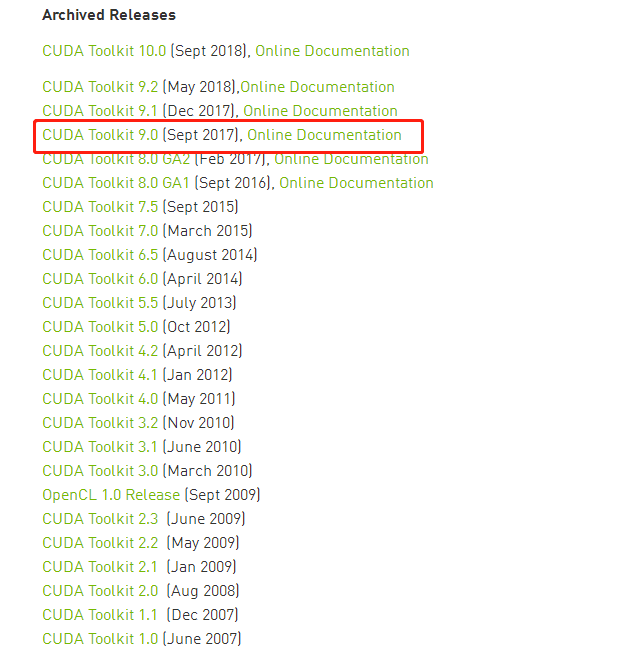 Archived Releases
CUDA Toolkit 10.0 (Sept 2018), Online Documentation
CUDA Toolkit 9.2 (May 2018),Online Documentation
CUDA Toolkit 9.1 (Dec 2017), Online Documentation
CUDA Toolkit 9.0 (Sept 2017), Online Documentation
CUDA Toolkit 8.0 GA2 (Feb 2017), Online Documentation
CUDA Toolkit 8.0 GA1 (Sept 2016), Online Documentation
CUDA Toolkit 7.5 (Sept 2015)
CUDA Toolkit 7.0 (March 2015)
CUDA Toolkit 6.5 (August 2014)
CUDA Toolkit 6.0 (April 2014)
CUDA Toolkit 5.5 (July 2013)
CUDA Toolkit 5.0 (Oct 2012)
CUDA Toolkit 4.2 (April 2012)
CUDA Toolkit 4.1 (Jan 2012)
CUDA Toolkit 4.0 (May 2011)
CUDA Toolkit 3.2 (Nov 2010)
CUDA Toolkit 3.1 (June 2010)
CUDA Toolkit 3.0 (March 2010)
OpenCL 1.0 Release (Sept 2009)
CUDA Toolkit 2.3 (June 2009)
CUDA Toolkit 2.2 (May 2009)
CUDA Toolkit 2.1 (Jan 2009)
CUDA Toolkit 2.0 (Aug 2008)
CUDA Toolkit 1.1 (Dec 2007)
CUDA Toolkit 1.0 (June 2007)